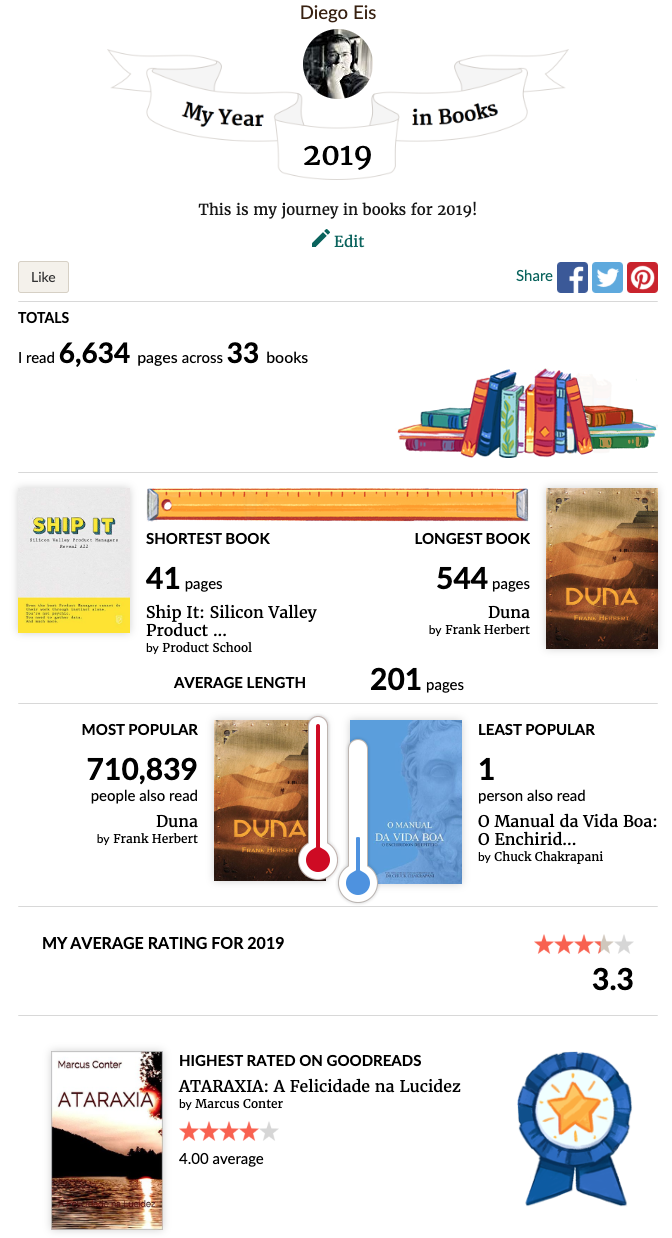 Diego Eis
My Year
in Books
2019
This is my journey in books for 2019!
Edit
Like
Share
TOTALS
I read 6,634 pages across 33 books
SHIP IT
Silicon Valley Product Managers
Reveal All
SHORTEST BOOK
41 pages
Ship It: Silicon Valley
Product ...
by Product School
LONGEST BOOK
544 pages
Duna
by Frank Herbert
DUNA
FRANK HERBERT
AVERAGE LENGTH 201 pages
MOST POPULAR
710,839
people also read
Duna
by Frank Herbert
DUNA
FRANK HERBERT
O MANUAL
DA VIDA BOA
LEAST POPULAR
1
person also read
O Manual da Vida Boa:
O Enchirid...
by Chuck Chakrapani
MY AVERAGE RATING FOR 2019
3.3
Marcus Conter
ATARAXIA
HIGHEST RATED ON GOODREADS
ATARAXIA: A Felicidade na Lucidez
by Marcus Conter
4.00 average